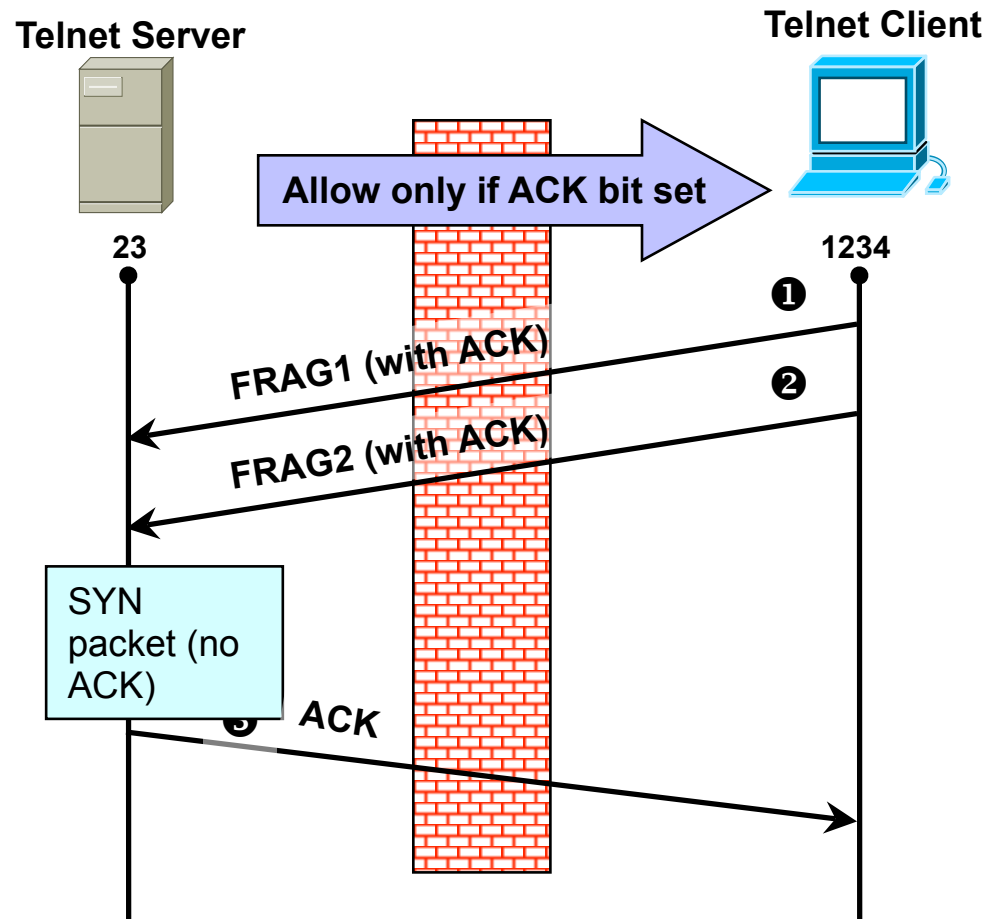 Telnet Server
Telnet Client
Allow only if ACK bit set
23
1234
❶
FRAG1 (with ACK)
❷
FRAG2 (with ACK)
SYN
packet (no
ACK)
❸
ACK